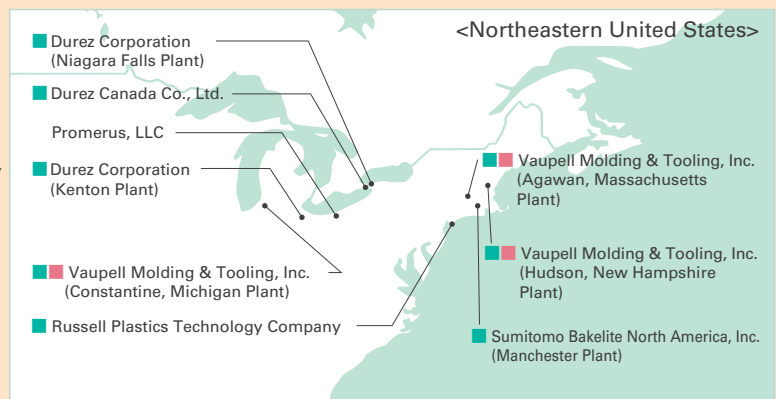 <Northeastern United States>
Durez Corporation
(Niagara Falls Plant)
Durez Canada Co., Ltd.
Promerus, LLC
Durez Corporation
(Kenton Plant)
Vaupell Molding & Tooling, Inc.
(Constantine, Michigan Plant)
Russell Plastics Technology Company
Vaupell Molding & Tooling, Inc.
(Agawan, Massachusetts
Plant)
Vaupell Molding & Tooling, Inc.
(Hudson, New Hampshire
Plant)
Sumitomo Bakelite North America, Inc.
(Manchester Plant)